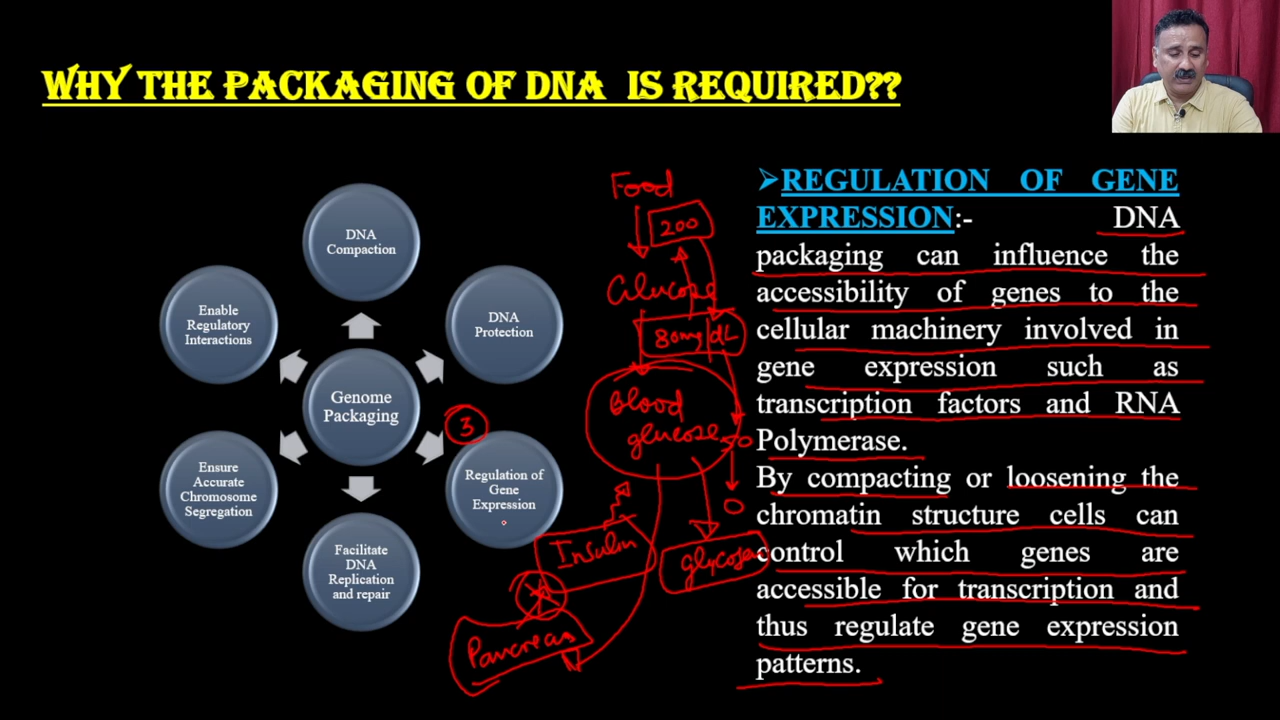 WHY THE PACKAGING OF DNA IS REQUIRED??
DNA
Compaction
Enable
Regulatory
Interactions
DNA
Protection
Genome
Packaging
3
Ensure
Accurate
Chromosome
Segregation
Regulation of
Gene
Expression
Facilitate
DNA
Replication
and repair
Food
200
Glucose
80mg/dL
Blood
glucose
50
0
Insulin
glycogen
Pancreas
➢REGULATION OF GENE
EXPRESSION:- DNA
packaging can influence the
accessibility of genes to the
cellular machinery involved in
gene expression such as
transcription factors and RNA
Polymerase.
By compacting or loosening the
chromatin structure cells can
control which genes are
accessible for transcription and
thus regulate gene expression
patterns.